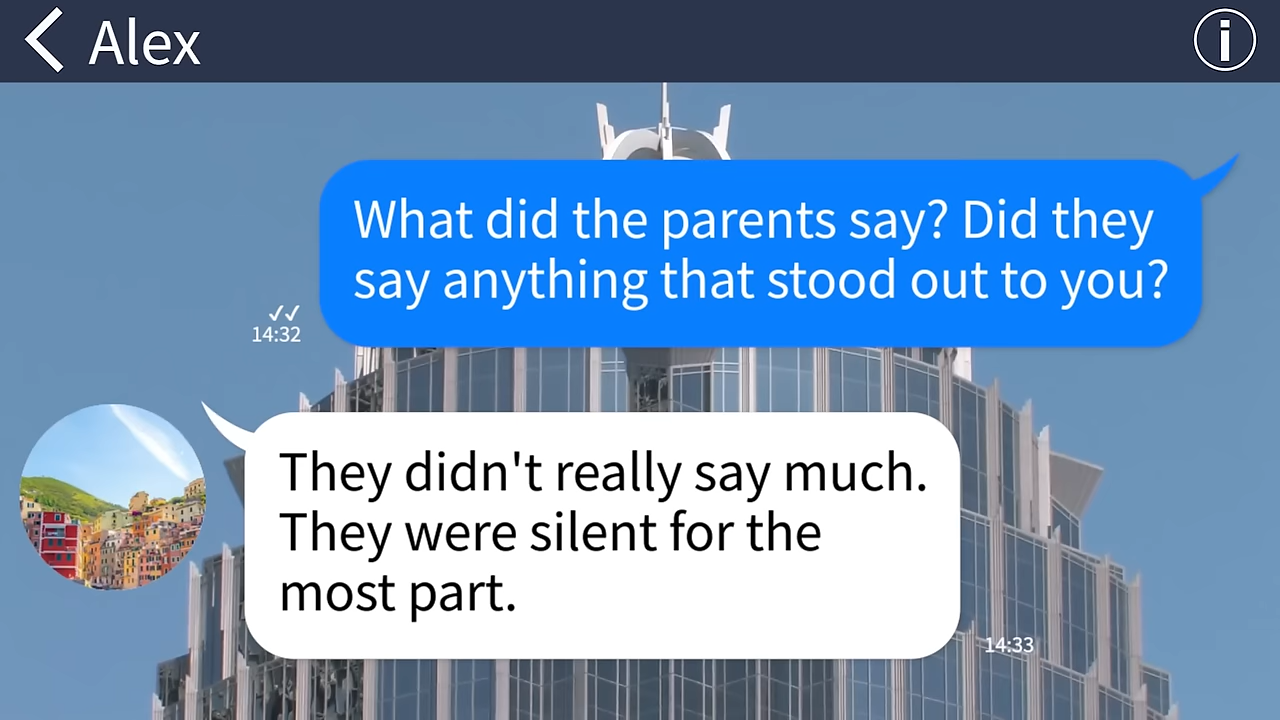 Alex
What did the parents say? Did they
say anything that stood out to you?
14:32
They didn't really say much.
They were silent for the
most part.
14:33